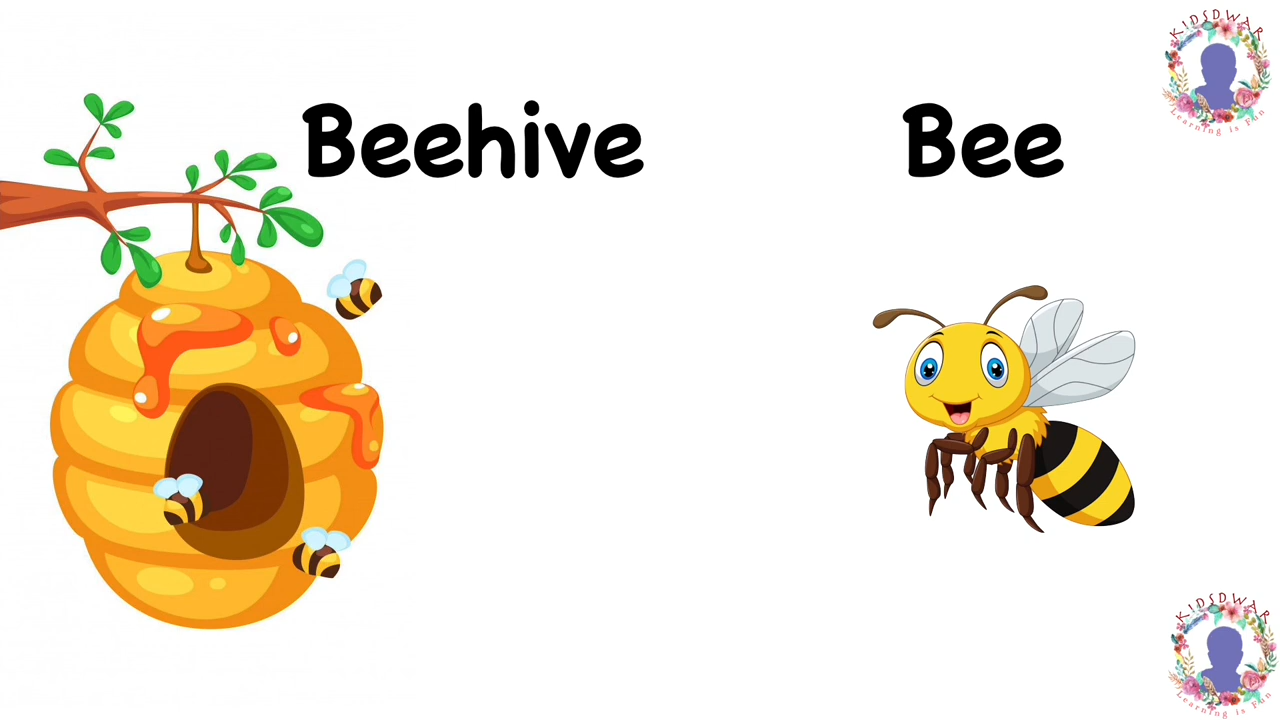 Beehive
Bee
KIDSDWAR
Learning is Fun
KIDSDWAR
Learning is Fun